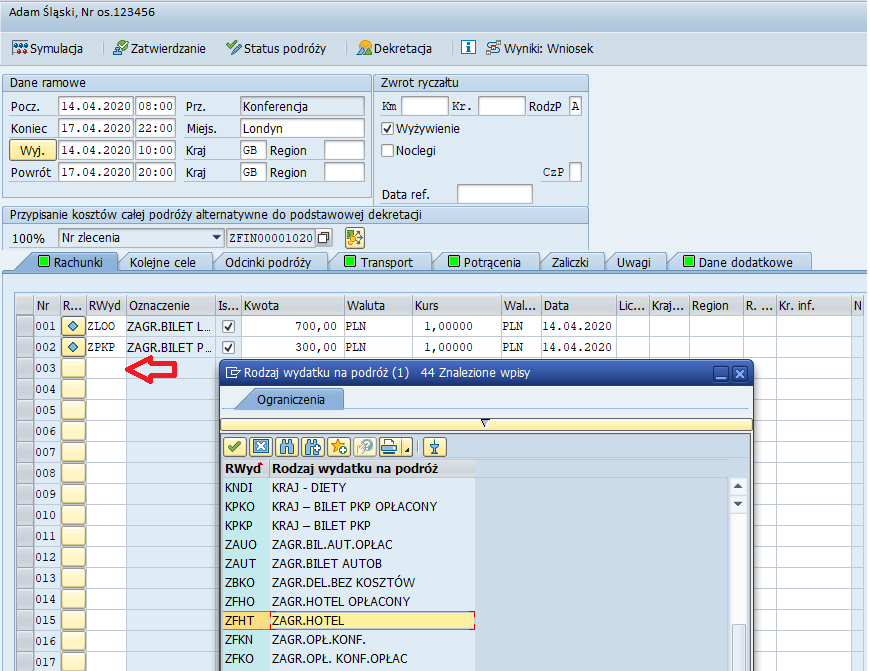 Adam Śląski, Nr os.123456
Symulacja Zatwierdzanie Status podróży Dekretacja Wyniki: Wniosek
Dane ramowe Zwrot ryczałtu
Pocz. 14.04.2020 08:00 Prz. Konferencja Km Kr. RodzP A
Koniec 17.04.2020 22:00 Miejs. Londyn Wyżywienie
Wyj. 14.04.2020 10:00 Kraj GB Region Noclegi
Powrót 17.04.2020 20:00 Kraj GB Region CzP
Data ref.
Przypisanie kosztów całej podróży alternatywne do podstawowej dekretacji
100% Nr zlecenia ZFIN00001020
Rachunki Kolejne cele Odcinki podróży Transport Potrącenia Zaliczki Uwagi Dane dodatkowe
Nr R... RWyd Oznaczenie Is... Kwota Waluta Kurs Wal... Data Lic... Kraj... Region R. ... Kr. inf. N
001 ZLOO ZAGR.BILET L... 700,00 PLN 1,00000 PLN 14.04.2020
002 ZPKP ZAGR.BILET P... 300,00 PLN 1,00000 PLN 14.04.2020
003
004
005
006
007
008
009
010
011
012
013
014
015
016
017
Rodzaj wydatku na podróż (1) 44 Znalezione wpisy
Ograniczenia
RWyd Rodzaj wydatku na podróż
KNDI KRAJ - DIETY
KPKO KRAJ – BILET PKP OPŁACONY
KPKP KRAJ – BILET PKP
ZAUO ZAGR.BIL.AUT.OPŁAC
ZAUT ZAGR.BILET AUTOB
ZBKO ZAGR.DEL.BEZ KOSZTÓW
ZFHO ZAGR.HOTEL OPŁACONY
ZFHT ZAGR.HOTEL
ZFKN ZAGR.OPŁ.KONF.
ZFKO ZAGR.OPŁ. KONF.OPŁAC